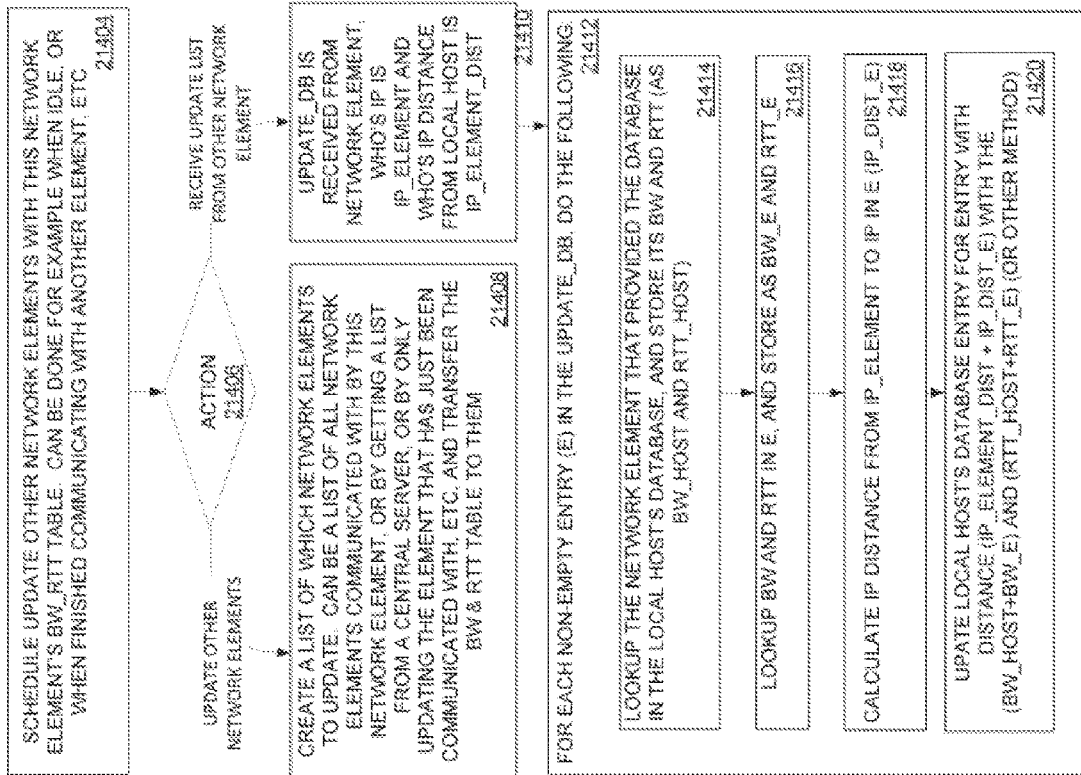 SCHEDULE UPDATE OTHER NETWORK ELEMENTS WITH THIS NETWORK
ELEMENT'S BW_RTT TABLE. CAN BE DONE FOR EXAMPLE WHEN IDLE, OR
WHEN FINISHED COMMUNICATING WITH ANOTHER ELEMENT, ETC
21404
ACTION
21406
UPDATE OTHER
NETWORK ELEMENTS
RECEIVE UPDATE LIST
FROM OTHER NETWORK
ELEMENT
CREATE A LIST OF WHICH NETWORK ELEMENTS
TO UPDATE. CAN BE A LIST OF ALL NETWORK
ELEMENTS COMMUNICATED WITH BY THIS
NETWORK ELEMENT, OR BY GETTING A LIST
FROM A CENTRAL SERVER, OR BY ONLY
UPDATING THE ELEMENT THAT HAS JUST BEEN
COMMUNICATED WITH, ETC. AND TRANSFER THE
BW & RTT TABLE TO THEM
21408
UPDATE_DB IS
RECEIVED FROM
NETWORK ELEMENT,
WHO'S IP IS
IP_ELEMENT AND
WHO'S IP DISTANCE
FROM LOCAL HOST IS
IP_ELEMENT_DIST
21410
FOR EACH NON-EMPTY ENTRY (E) IN THE UPDATE_DB, DO THE FOLLOWING:
21412
LOOKUP THE NETWORK ELEMENT THAT PROVIDED THE DATABASE
IN THE LOCAL HOST'S DATABASE, AND STORE ITS BW AND RTT (AS
BW_HOST AND RTT_HOST)
21414
LOOKUP BW AND RTT IN E, AND STORE AS BW_E AND RTT_E
21416
CALCULATE IP DISTANCE FROM IP_ELEMENT TO IP IN E (IP_DIST_E)
21418
UPATE LOCAL HOSTS DATABASE ENTRY FOR ENTRY WITH
DISTANCE (IP_ELEMENT_DIST + IP_DIST_E) WITH THE
(BW_HOST+BW_E) AND (RTT_HOST+RTT_E) (OR OTHER METHOD)
21420